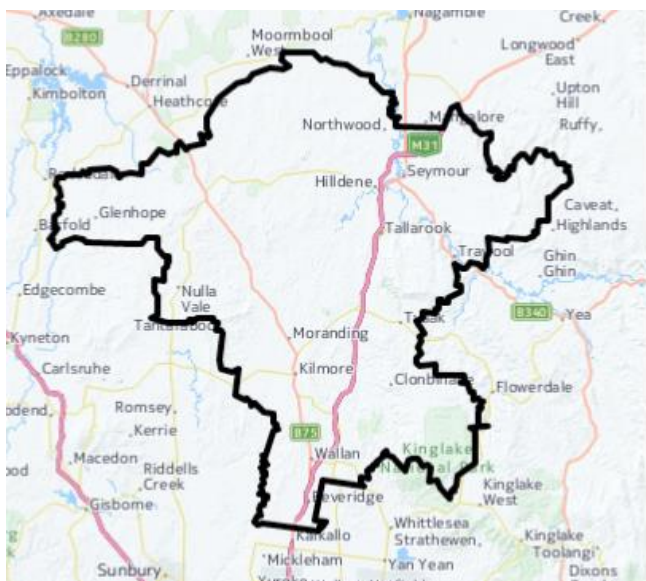 Axedale
Nagambie
Creek
B280
Moormbool
West
Longwood
East
Eppalock
Derrinal
Kimbolton
Heathcote
Upton
Hill
Northwood
Mangalore
Ruffy
M31
Seymour
Hilldene
Glenhope
Caveat
Highlands
Barfold
Tallarook
Trawool
Ghin
Ghin
Edgecombe
Nulla
Vale
B340
Yea
Kyneton
Moranding
Carlsruhe
Kilmore
Clonbinane
Flowerdale
Romsey
Kerrie
B75
Macedon
Wallan
Kinglake
National Park
Riddells
Creek
Kinglake
West
Gisborne
Beveridge
Whittlesea
Strathewen
Kalkallo
Kinglake
Toolangi
Mickleham
Yan Yean
Sunbury
Dixons